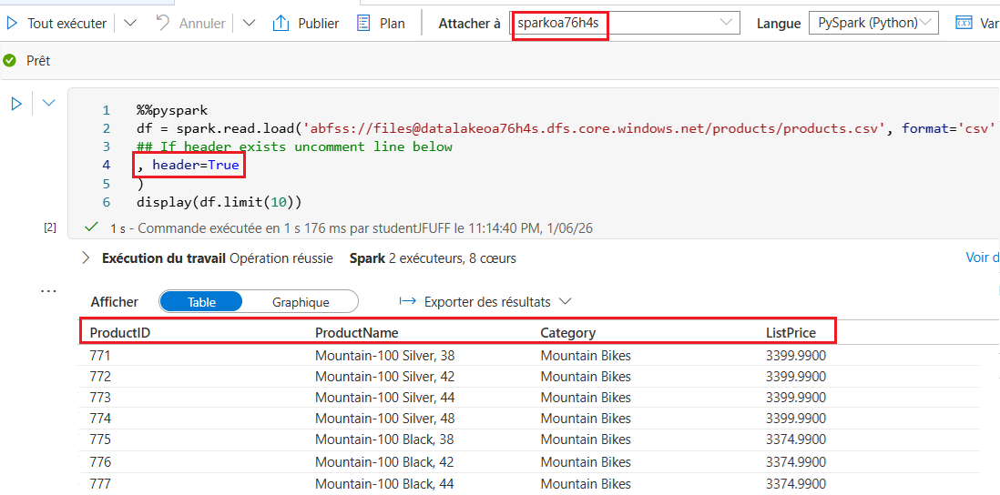 Tout exécuter Annuler Publier Plan Attacher à sparkoa76h4s Langue PySpark (Python) Var
Prêt
1 %%pyspark
2 df = spark.read.load('abfss://files@datalakeoa76h4s.dfs.core.windows.net/products/products.csv', format='csv'
3 ## If header exists uncomment line below
4 , header=True
5 )
6 display(df.limit(10))
[2] 1 s - Commande exécutée en 1 s 176 ms par studentJFUFF le 11:14:40 PM, 1/06/26
Exécution du travail Opération réussie Spark 2 exécuteurs, 8 cœurs Voir d
... Afficher Table Graphique Exporter des résultats
ProductID ProductName Category ListPrice
771 Mountain-100 Silver, 38 Mountain Bikes 3399.9900
772 Mountain-100 Silver, 42 Mountain Bikes 3399.9900
773 Mountain-100 Silver, 44 Mountain Bikes 3399.9900
774 Mountain-100 Silver, 48 Mountain Bikes 3399.9900
775 Mountain-100 Black, 38 Mountain Bikes 3374.9900
776 Mountain-100 Black, 42 Mountain Bikes 3374.9900
777 Mountain-100 Black, 44 Mountain Bikes 3374.9900